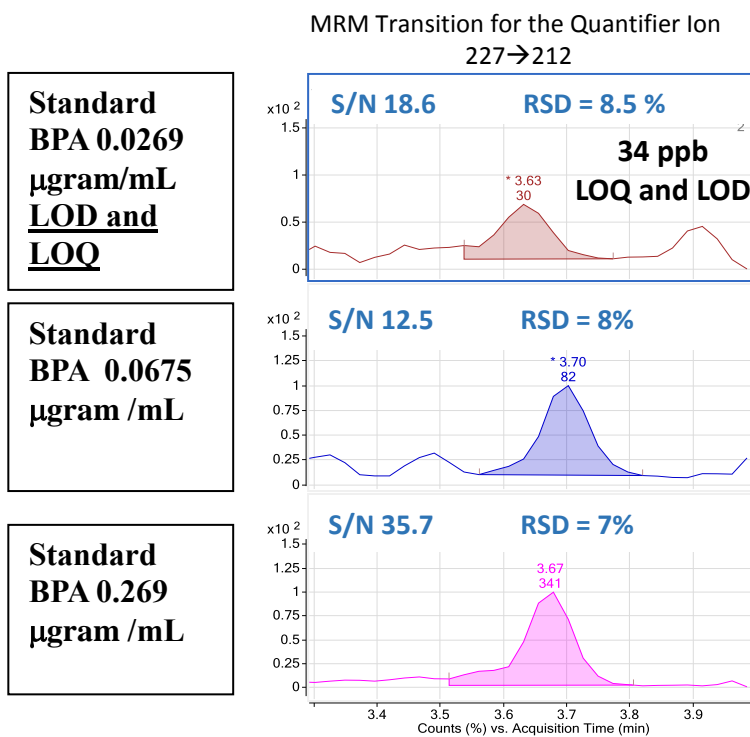 MRM Transition for the Quantifier Ion
227→212
Standard
BPA 0.0269
μgram/mL
LOD and
LOQ
x10 2
S/N 18.6
RSD = 8.5 %
2
34 ppb
LOQ and LOD
* 3.63
30
1.5
1
0.5
0
Standard
BPA 0.0675
μgram /mL
x10 2
S/N 12.5
RSD = 8%
* 3.70
82
1.5
1.25
1
0.75
0.5
0.25
0
Standard
BPA 0.269
μgram /mL
x10 2
S/N 35.7
RSD = 7%
3.67
341
1.5
1.25
1
0.75
0.5
0.25
0
3.4 3.5 3.6 3.7 3.8 3.9
Counts (%) vs. Acquisition Time (min)